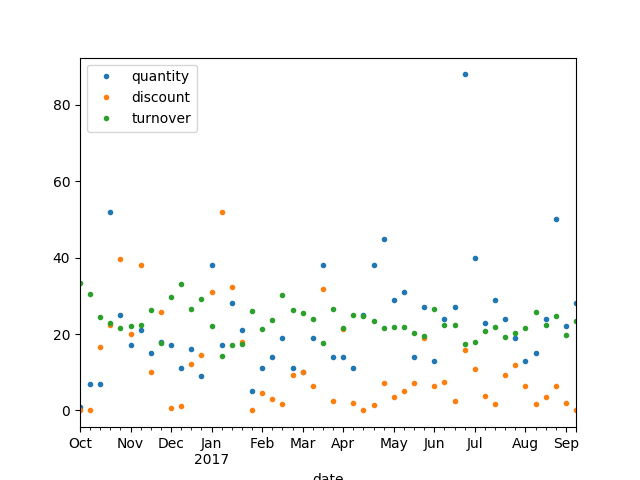 quantity
discount
turnover
80
60
40
20
0
Oct Nov Dec Jan Feb Mar Apr May Jun Jul Aug Sep
2017
date